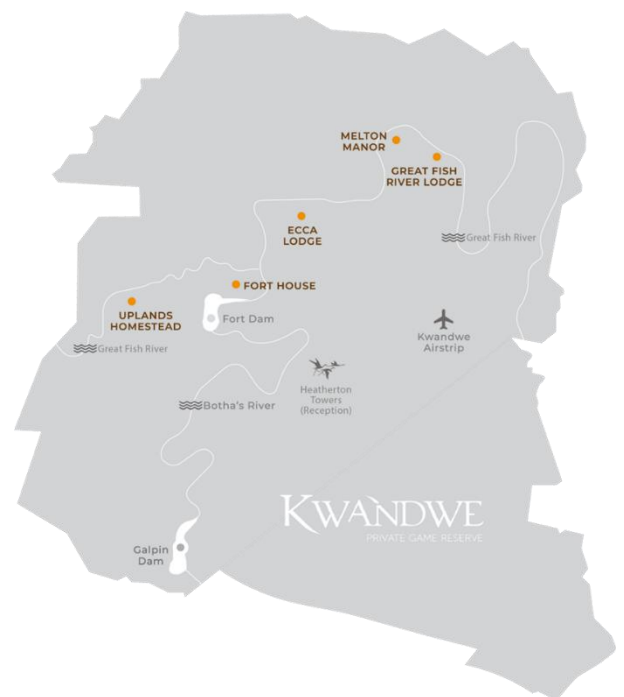 MELTON
MANOR
GREAT FISH
RIVER LODGE
ECCA
LODGE
Great Fish River
FORT HOUSE
UPLANDS
HOMESTEAD
Fort Dam
Kwandwe
Airstrip
Great Fish River
Heatherton
Towers
(Reception)
Botha's River
KWANDWE
PRIVATE GAME RESERVE
Galpin
Dam